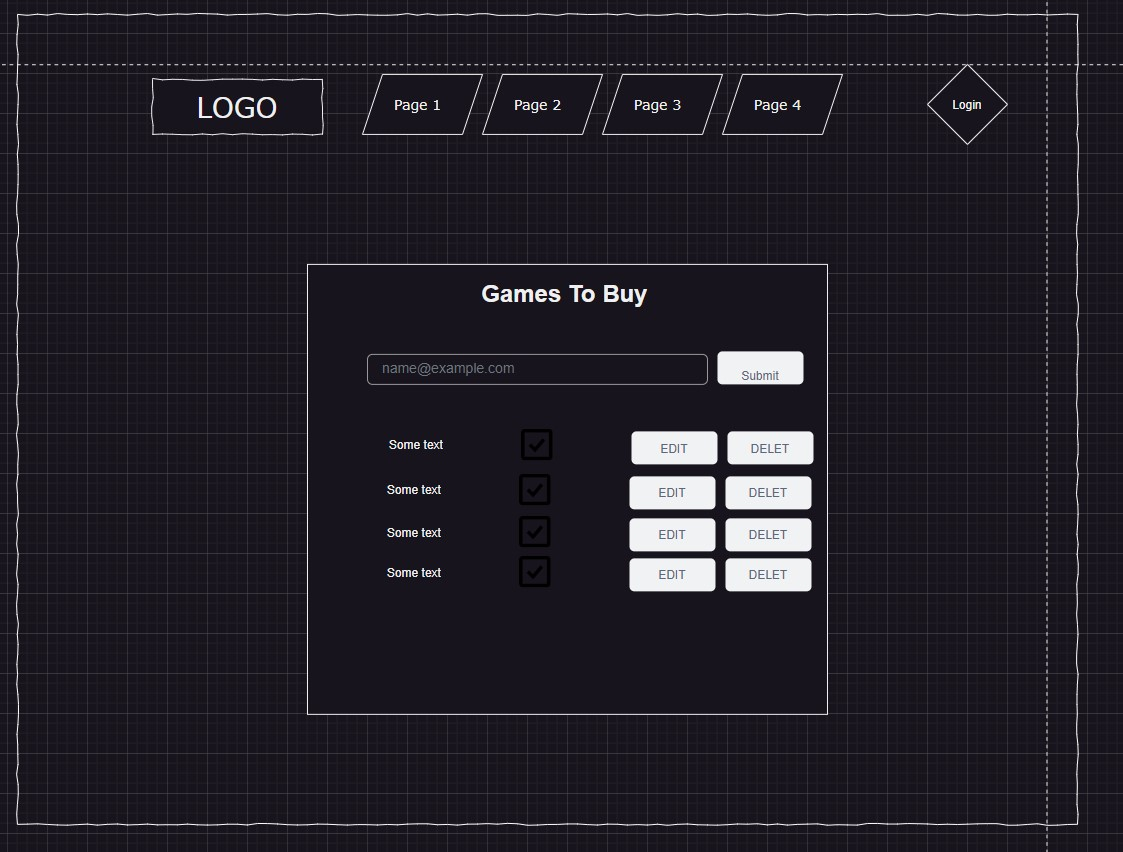 LOGO
Page 1
Page 2
Page 3
Page 4
Login
Games To Buy
name@example.com
Submit
Some text
EDIT
DELET
Some text
EDIT
DELET
Some text
EDIT
DELET
Some text
EDIT
DELET